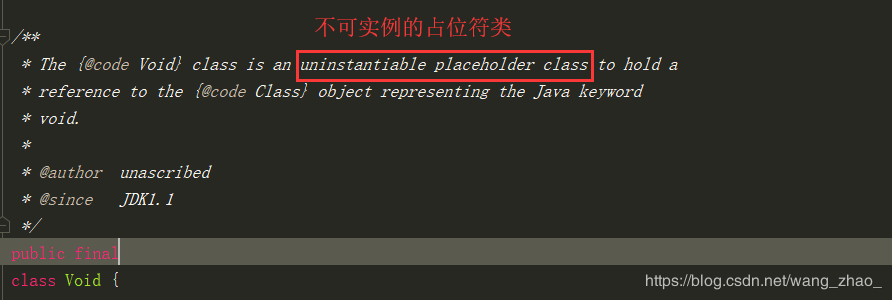 不可实例的占位符类
/**
* The {@code Void} class is an uninstantiable placeholder class to hold a
* reference to the {@code Class} object representing the Java keyword
* void.
*
* @author unascribed
* @since JDK1.1
*/
public final
class Void {
https://blog.csdn.net/wang_zhao_